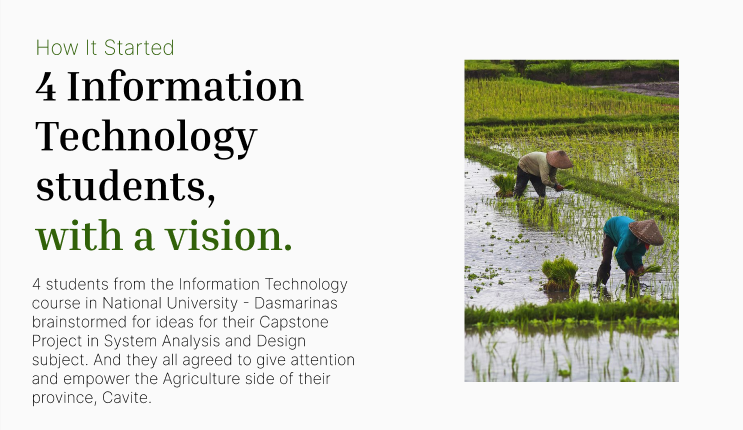 How It Started
4 Information
Technology
students,
with a vision.
4 students from the Information Technology
course in National University - Dasmarinas
brainstormed for ideas for their Capstone
Project in System Analysis and Design
subject. And they all agreed to give attention
and empower the Agriculture side of their
province, Cavite.